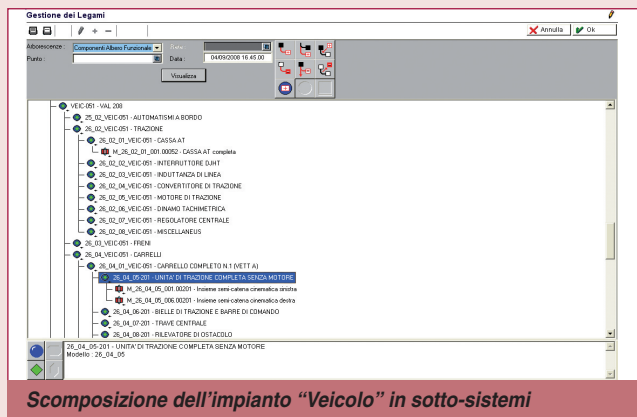 Gestione dei Legami
Annulla Ok
Arborescenze : Componenti Albero Funzionale
Punto : Data : 04/09/2008 16.45.00
Visualizza
VEIC-051 - VAL 208
25_02_VEIC-051 - AUTOMATISMI A BORDO
26_02_VEIC-051 - TRAZIONE
26_02_01_VEIC-051 - CASSA AT
M_26_02_01_001.00052 - CASSA AT completa
26_02_02_VEIC-051 - INTERRUTTORE DJHT
26_02_03_VEIC-051 - INDUTTANZA DI LINEA
26_02_04_VEIC-051 - CONVERTITORE DI TRAZIONE
26_02_05_VEIC-051 - MOTORE DI TRAZIONE
26_02_06_VEIC-051 - DINAMO TACHIMETRICA
26_02_07_VEIC-051 - REGOLATORE CENTRALE
26_02_08_VEIC-051 - MISCELLANEUS
26_03_VEIC-051 - FRENI
26_04_VEIC-051 - CARRELLI
26_04_01_VEIC-051 - CARRELLO COMPLETO N.1 (VETT A)
26_04_05-201 - UNITA' DI TRAZIONE COMPLETA SENZA MOTORE
M_26_04_05_001.00201 - Insieme semi-catena cinematica sinistra
M_26_04_05_006.00201 - Insieme semi-catena cinematica destra
26_04_06-201 - BIELLE DI TRAZIONE E BARRE DI COMANDO
26_04_07-201 - TRAVE CENTRALE
26_04_08-201 - RILEVATORE DI OSTACOLO
26_04_05-201 - UNITA' DI TRAZIONE COMPLETA SENZA MOTORE
Modello : 26_04_05
Scomposizione dell'impianto “Veicolo” in sotto-sistemi